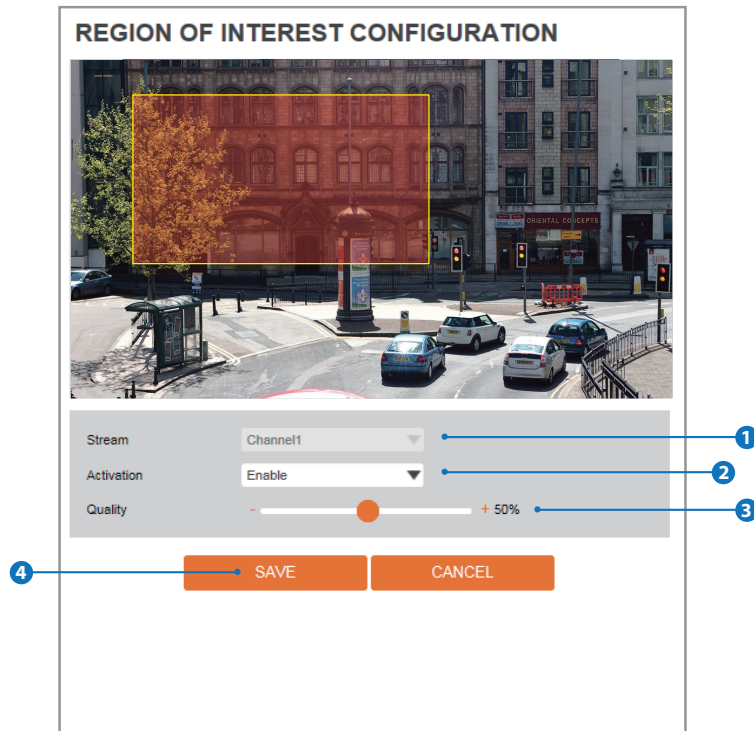 REGION OF INTEREST CONFIGURATION
ORIENTAL CONCEPTS
Stream Channel1 1
Activation Enable 2
Quality - + 50% 3
4 SAVE CANCEL